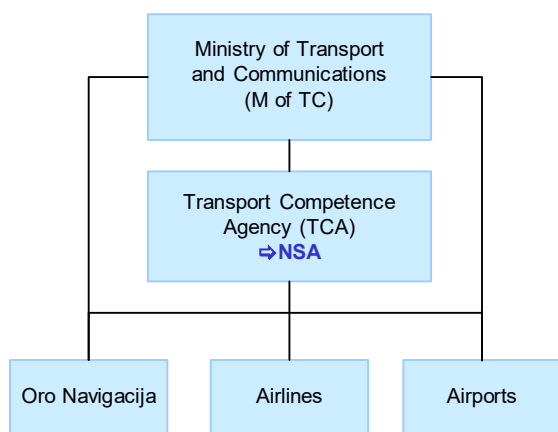 Ministry of Transport
and Communications
(M of TC)
Transport Competence
Agency (TCA)
⇨NSA
Oro Navigacija
Airlines
Airports